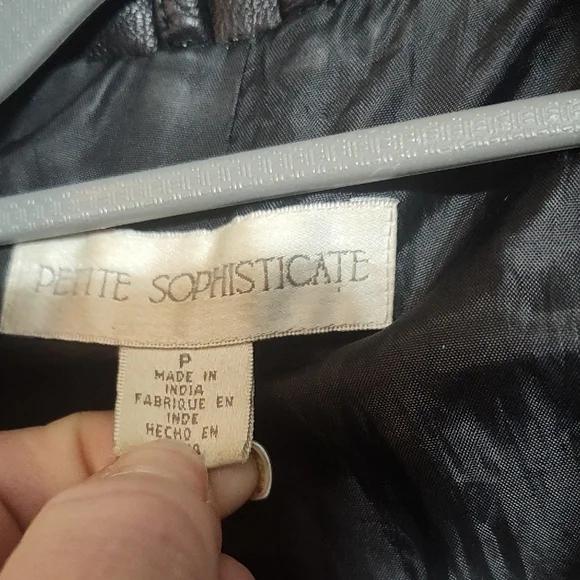 PETITE SOPHISTICATE
P
MADE IN
INDIA
FABRIQUE EN
INDE
HECHO EN